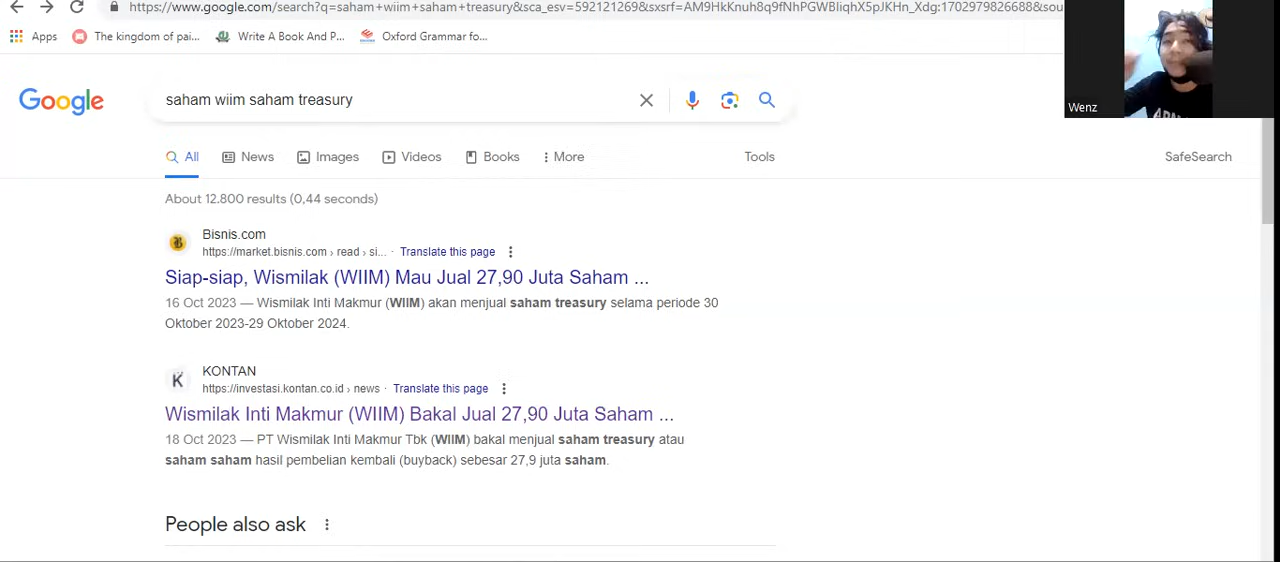 https://www.google.com/search?q=saham+wiim+saham+treasury&sca_esv=592121269&sxsrf=AM9HkKnuh8q9fNhPGWBIiqhX5pJKHn_Xdg:1702979826688&sou
Apps
The kingdom of pai...
Write A Book And P...
Oxford Grammar fo...
Wenz
Google
saham wiim saham treasury
All
News
Images
Videos
Books
More
Tools
SafeSearch
About 12.800 results (0,44 seconds)
Bisnis.com
https://market.bisnis.com › read › si... · Translate this page
Siap-siap, Wismilak (WIIM) Mau Jual 27,90 Juta Saham ...
16 Oct 2023 — Wismilak Inti Makmur (WIIM) akan menjual saham treasury selama periode 30
Oktober 2023-29 Oktober 2024.
K
KONTAN
https://investasi.kontan.co.id › news · Translate this page
Wismilak Inti Makmur (WIIM) Bakal Jual 27,90 Juta Saham ...
18 Oct 2023 — PT Wismilak Inti Makmur Tbk (WIIM) bakal menjual saham treasury atau
saham saham hasil pembelian kembali (buyback) sebesar 27,9 juta saham.
People also ask